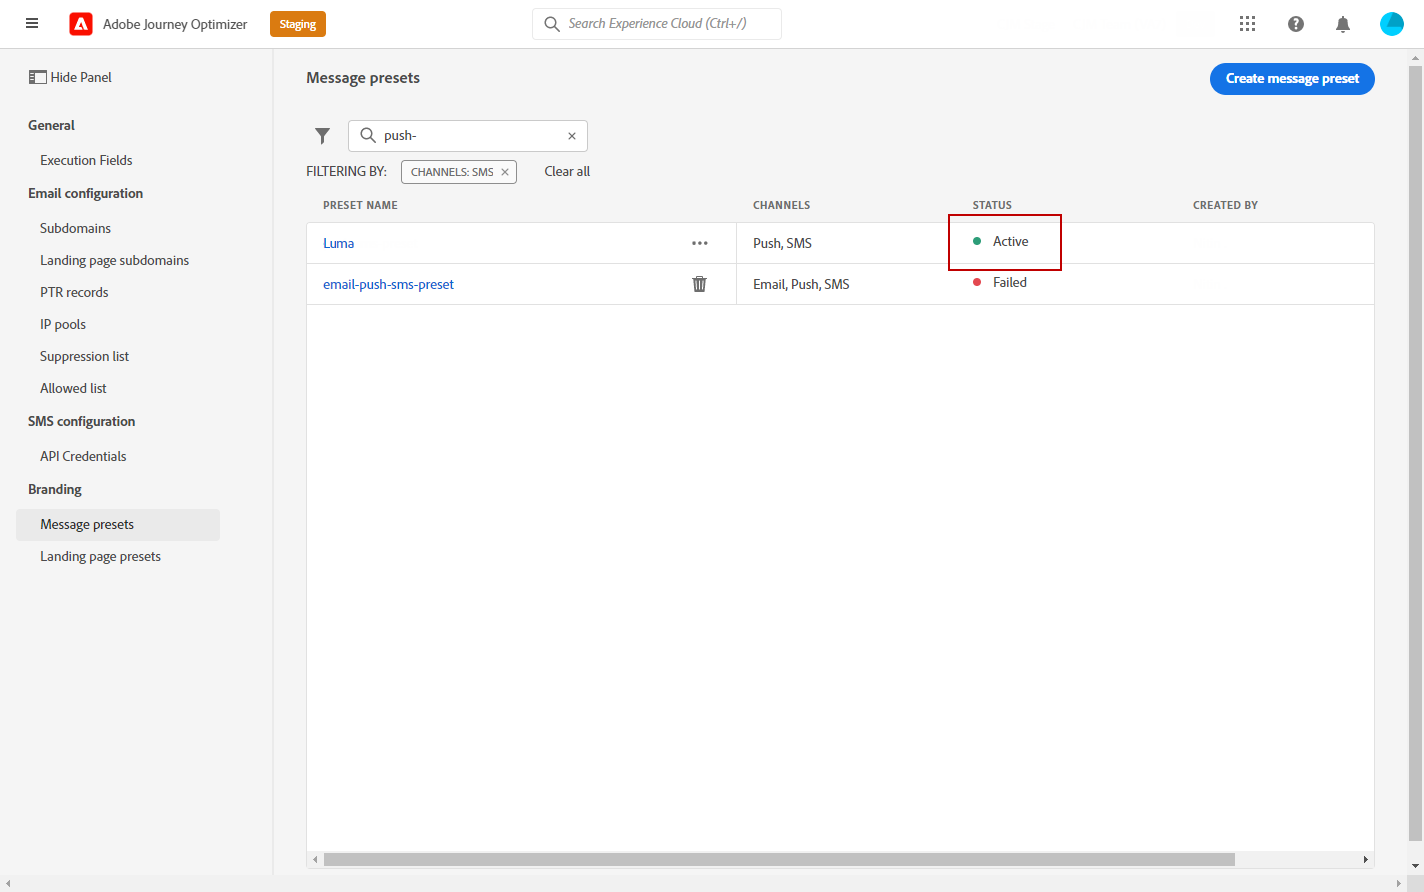 Adobe Journey Optimizer
Staging
Search Experience Cloud (Ctrl+/)
Hide Panel
General
Execution Fields
Email configuration
Subdomains
Landing page subdomains
PTR records
IP pools
Suppression list
Allowed list
SMS configuration
API Credentials
Branding
Message presets
Landing page presets
Message presets
Create message preset
push-
FILTERING BY: CHANNELS: SMS Clear all
PRESET NAME CHANNELS STATUS CREATED BY
Luma Push, SMS Active
email-push-sms-preset Email, Push, SMS Failed